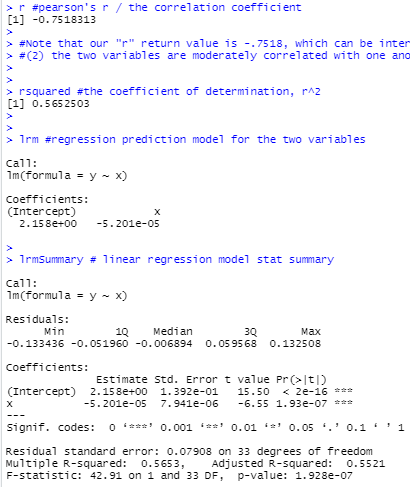 > r #pearson's r / the correlation coefficient
[1] -0.7518313
>
> #Note that our "r" return value is -.7518, which can be inter
> #(2) the two variables are moderately correlated with one ano
>
>
> rsquared #the coefficient of determination, r^2
[1] 0.5652503
>
>
> lrm #regression prediction model for the two variables
Call:
lm(formula = y ~ x)
Coefficients:
(Intercept) x
2.158e+00 -5.201e-05
>
> lrmSummary # linear regression model stat summary
Call:
lm(formula = y ~ x)
Residuals:
Min 1Q Median 3Q Max
-0.133436 -0.051960 -0.006894 0.059568 0.132508
Coefficients:
Estimate Std. Error t value Pr(>|t|)
(Intercept) 2.158e+00 1.392e-01 15.50 < 2e-16 ***
x -5.201e-05 7.941e-06 -6.55 1.93e-07 ***
---
Signif. codes: 0 ‘***’ 0.001 ‘**’ 0.01 ‘*’ 0.05 ‘.’ 0.1 ‘ ’ 1
Residual standard error: 0.07908 on 33 degrees of freedom
Multiple R-squared: 0.5653, Adjusted R-squared: 0.5521
F-statistic: 42.91 on 1 and 33 DF, p-value: 1.928e-07